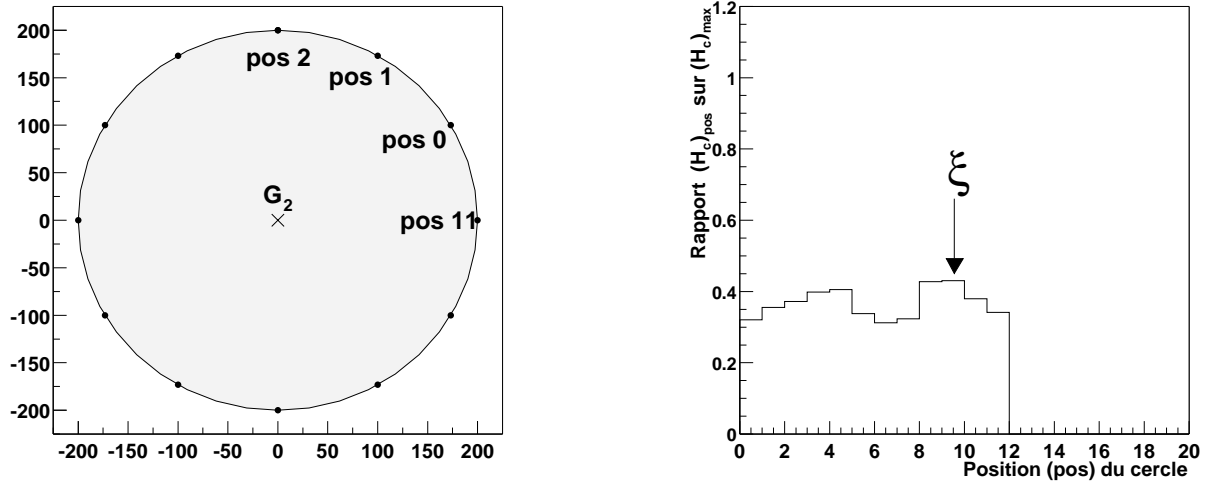 200
150
100
50
0
-50
-100
-150
-200
-200 -150 -100 -50 0 50 100 150 200
pos 2
pos 1
pos 0
G2
pos 11
Rapport (Hc)pos sur (Hc)max
1.2
1
0.8
0.6
0.4
0.2
0
ξ
0 2 4 6 8 10 12 14 16 18 20
Position (pos) du cercle